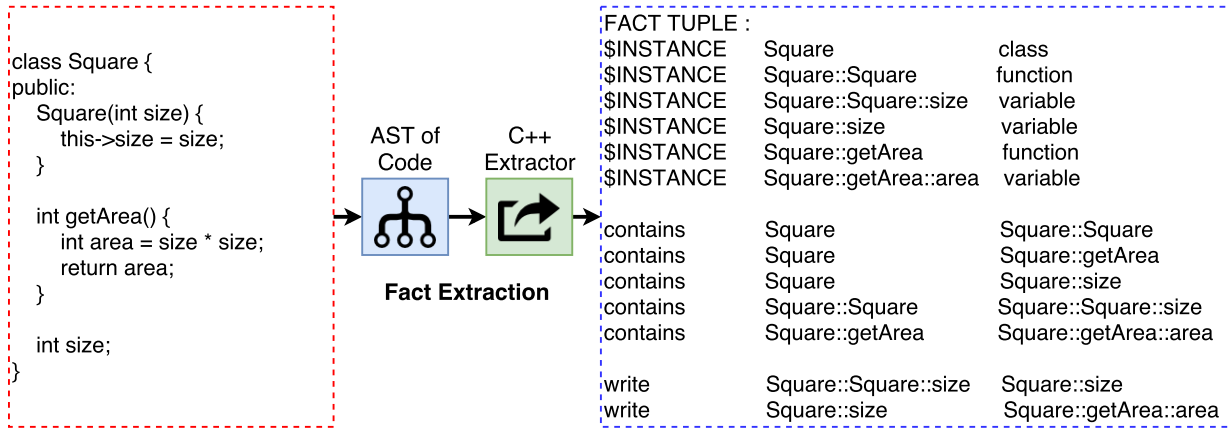 class Square {
public:
Square(int size) {
this->size = size;
}
int getArea() {
int area = size * size;
return area;
}
int size;
}
AST of
Code
C++
Extractor
Fact Extraction
FACT TUPLE :
$INSTANCE Square class
$INSTANCE Square::Square function
$INSTANCE Square::Square::size variable
$INSTANCE Square::size variable
$INSTANCE Square::getArea function
$INSTANCE Square::getArea::area variable
contains Square Square::Square
contains Square Square::getArea
contains Square Square::size
contains Square::Square Square::Square::size
contains Square::getArea Square::getArea::area
write Square::Square::size Square::size
write Square::size Square::getArea::area